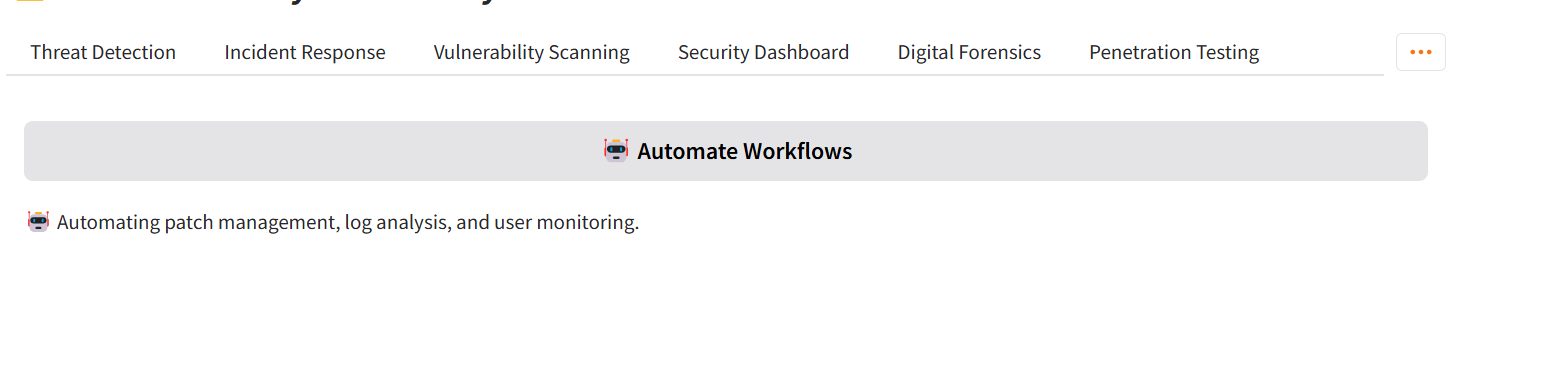 Threat Detection Incident Response Vulnerability Scanning Security Dashboard Digital Forensics Penetration Testing
🤖 Automate Workflows
🤖 Automating patch management, log analysis, and user monitoring.